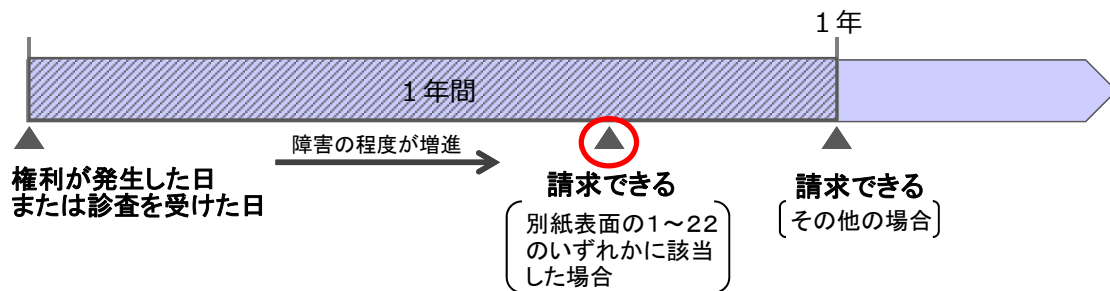 1年
1年間
障害の程度が増進
権利が発生した日
または診査を受けた日
請求できる
別紙表面の1～22
のいずれかに該当
した場合
請求できる
その他の場合